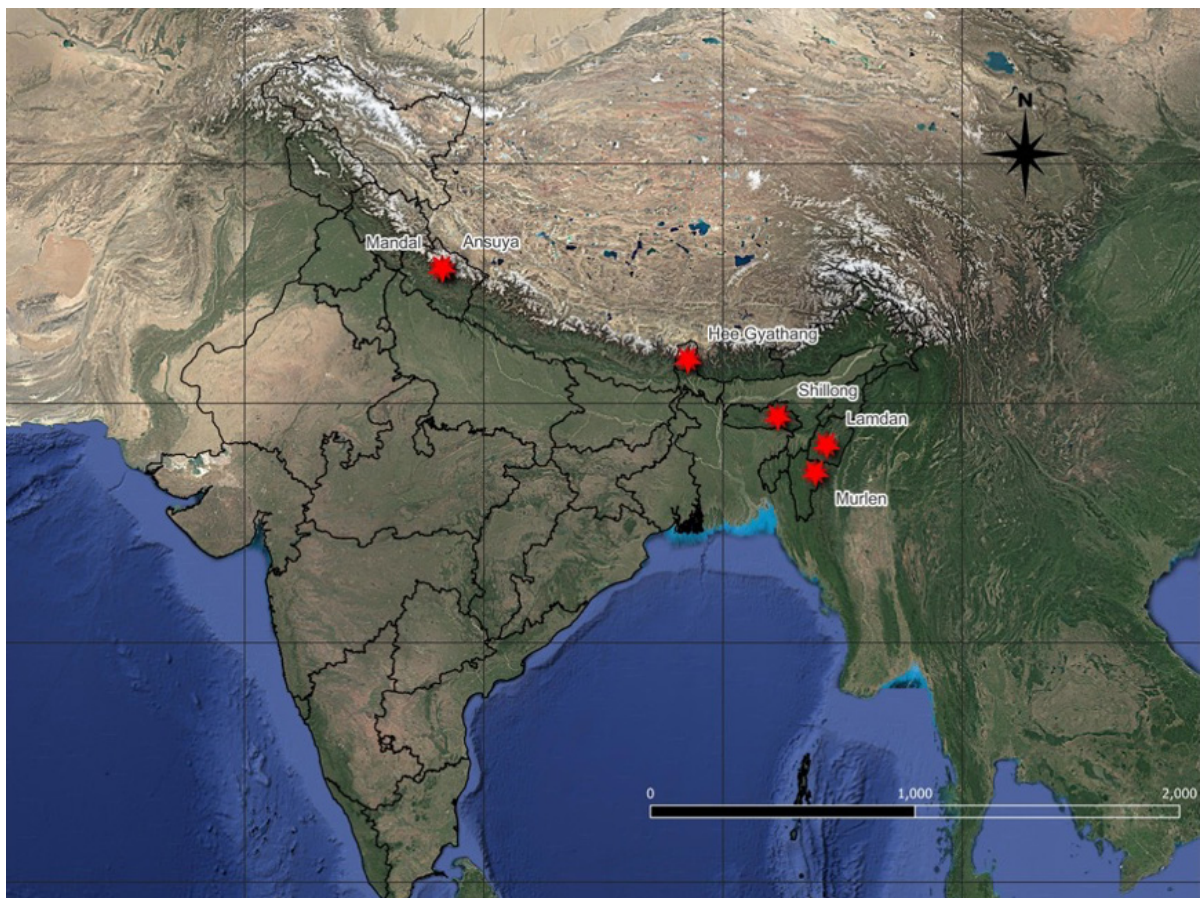 N
Mandal Ansuya
Hee Gyathang
Shillong
Lamdan
Murlen
0 1,000 2,000